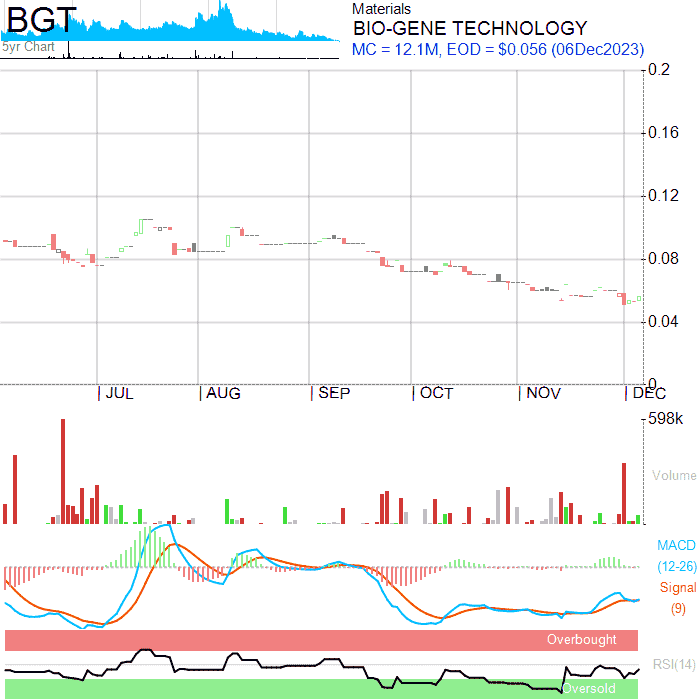 BGT
5yr Chart
Materials
BIO-GENE TECHNOLOGY
MC = 12.1M, EOD = $0.056 (06Dec2023)
0.2
0.16
0.12
0.08
0.04
0
JUL AUG SEP OCT NOV DEC
598k
Volume
MACD
(12-26)
Signal
(9)
Overbought
RSI(14)
Oversold